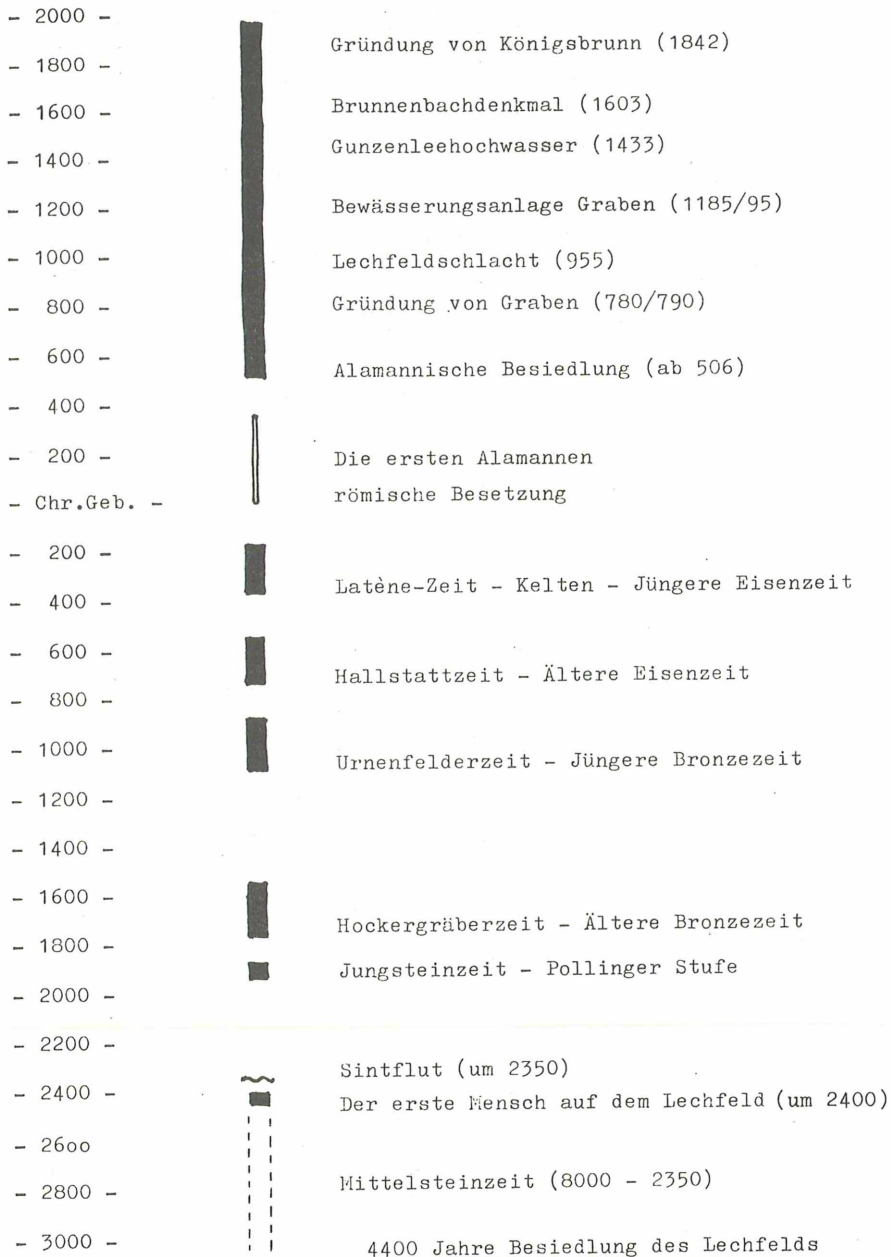 - 2000 -
Gründung von Königsbrunn (1842)
- 1800 -
- 1600 -
Brunnenbachdenkmal (1603)
Gunzenleehochwasser (1433)
- 1400 -
- 1200 -
Bewässerungsanlage Graben (1185/95)
- 1000 -
Lechfeldschlacht (955)
- 800 -
Gründung von Graben (780/790)
- 600 -
Alamannische Besiedlung (ab 506)
- 400 -
- 200 -
Die ersten Alamannen
- Chr.Geb. -
römische Besetzung
- 200 -
Latène-Zeit - Kelten - Jüngere Eisenzeit
- 400 -
- 600 -
Hallstattzeit - Ältere Eisenzeit
- 800 -
- 1000 -
Urnenfelderzeit - Jüngere Bronzezeit
- 1200 -
- 1400 -
- 1600 -
Hockergräberzeit - Ältere Bronzezeit
- 1800 -
Jungsteinzeit - Pollinger Stufe
- 2000 -
- 2200 -
Sintflut (um 2350)
- 2400 -
Der erste Mensch auf dem Lechfeld (um 2400)
- 26oo
Mittelsteinzeit (8000 - 2350)
- 2800 -
- 3000 -
4400 Jahre Besiedlung des Lechfelds